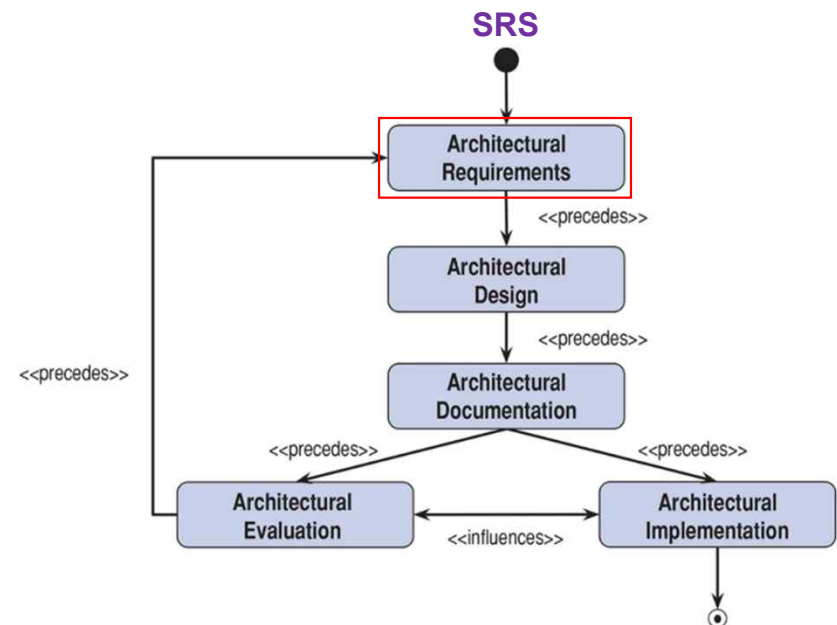 SRS
Architectural
Requirements
<<precedes>>
Architectural
Design
<<precedes>>
<<precedes>>
Architectural
Documentation
<<precedes>>
<<precedes>>
Architectural
Evaluation
<<influences>>
Architectural
Implementation